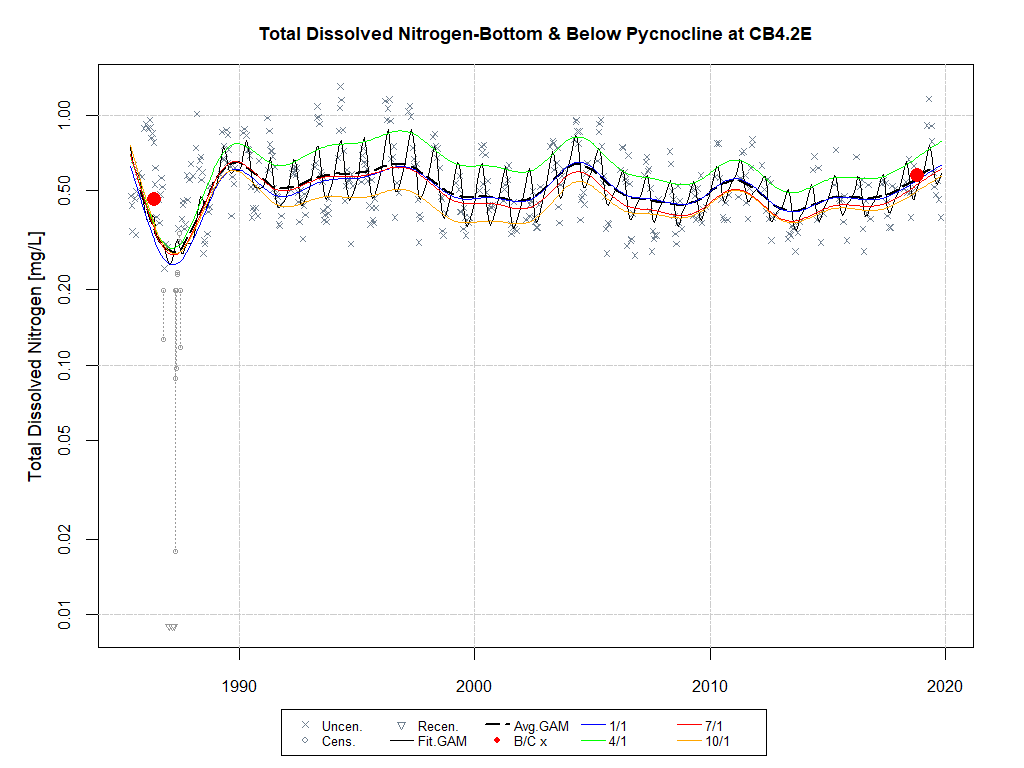 Total Dissolved Nitrogen-Bottom & Below Pycnocline at CB4.2E
Total Dissolved Nitrogen [mg/L]
1.00
0.50
0.20
0.10
0.05
0.02
0.01
1990 2000 2010 2020
Uncen. Recen. Avg.GAM 1/1 7/1
Cens. Fit.GAM B/C x 4/1 10/1